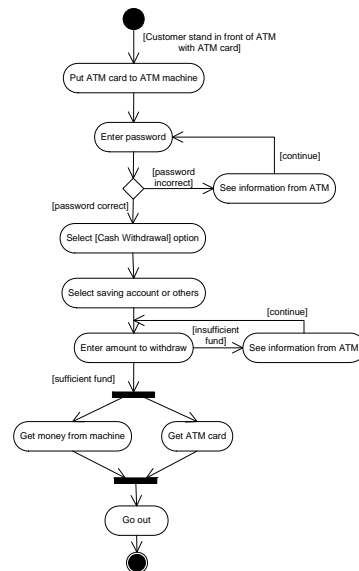 [Customer stand in front of ATM
with ATM card]
Put ATM card to ATM machine
Enter password
[continue]
[password
incorrect]
See information from ATM
[password correct]
Select [Cash Withdrawal] option
Select saving account or others
[continue]
[insufficient
fund]
Enter amount to withdraw
See information from ATM
[sufficient fund]
Get money from machine
Get ATM card
Go out